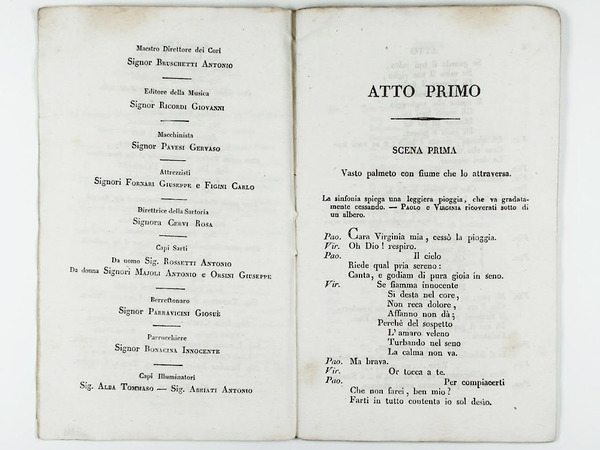 Maestro Direttore dei Cori
Signor Bruschetti Antonio
Editore della Musica
Signor Ricordi Giovanni
Macchinista
Signor Pavesi Gervaso
Attrezzisti
Signori Fornari Giuseppe e Figini Carlo
Direttrice della Sartoria
Signora Cervi Rosa
Capi Sarti
Da uomo Sig. Rossetti Antonio
Da donna Signori Majoli Antonio e Orsini Giuseppe
Berrettonaro
Signor Parravicini Giosuè
Parrucchiere
Signor Bonacina Innocente
Capi Illuminatori
Sig. Alba Tommaso — Sig. Abbiati Antonio
ATTO PRIMO
SCENA PRIMA
Vasto palmeto con fiume che lo attraversa.
La sinfonia spiega una leggiera pioggia, che va gradata-
mente cessando. — Paolo e Virginia ricoverati sotto di
un albero.
Pao. Cara Virginia mia, cessò la pioggia.
Vir. Oh Dio! respiro.
Pao. Il cielo
Riede qual pria sereno:
Canta, e godiam di pura gioia in seno.
Vir. Se fiamma innocente
Si desta nel core,
Non reca dolore,
Affanno non dà;
Perchè del sospetto
L'amaro veleno
Turbando nel seno
La calma non va.
Pao. Ma brava.
Vir. Or tocca a te.
Pao. Per compiacerti
Che non farei, ben mio?
Farti in tutto contenta io sol desìo.